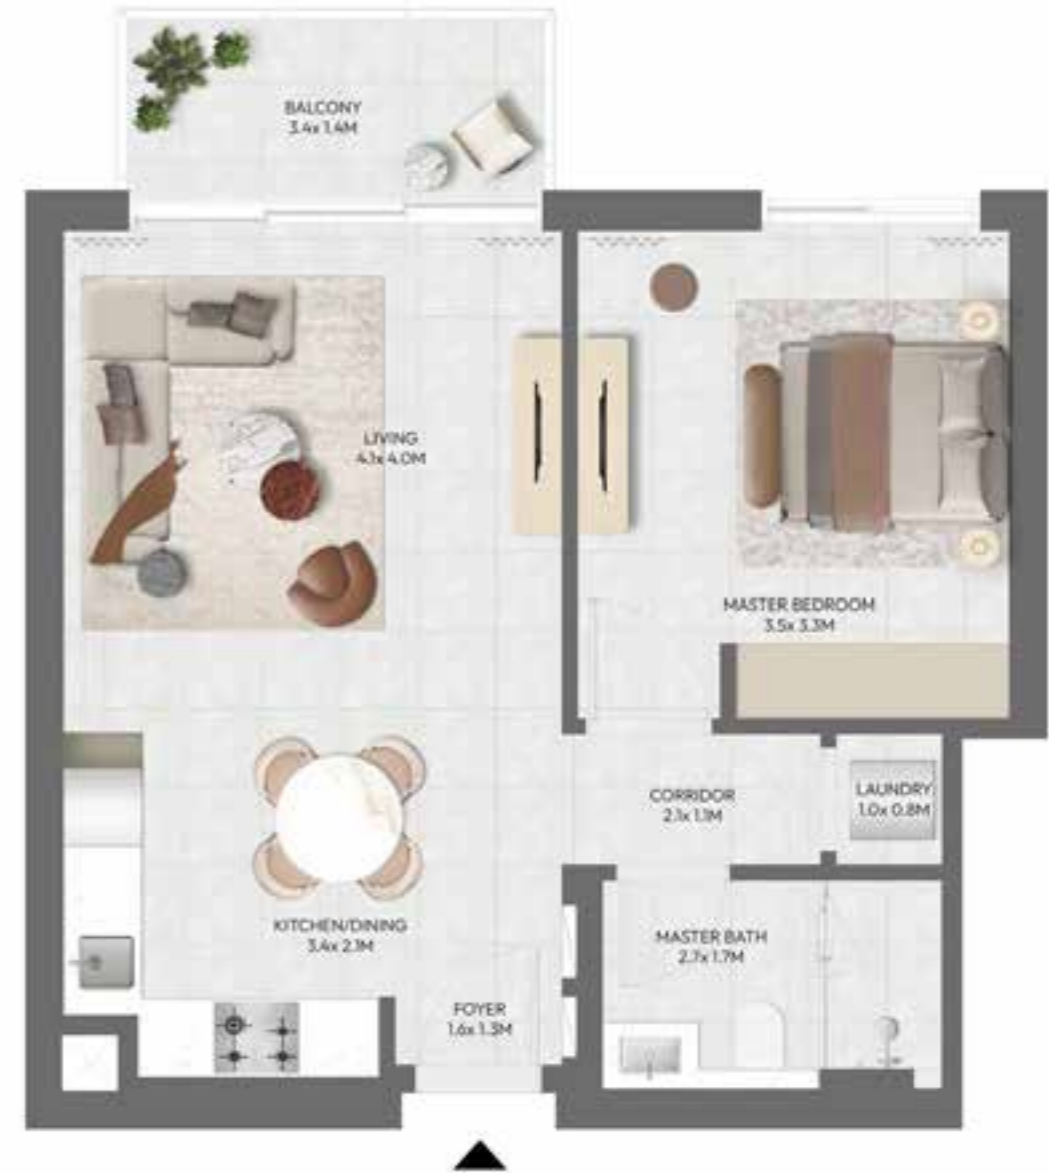 BALCONY
3.4x 1.4M
LIVING
4.1x 4.0M
MASTER BEDROOM
3.5x 3.3M
CORRIDOR
2.1x 1.1M
LAUNDRY
1.0x 0.8M
KITCHEN/DINING
3.4x 2.1M
MASTER BATH
2.7x 1.7M
FOYER
1.6x 1.3M